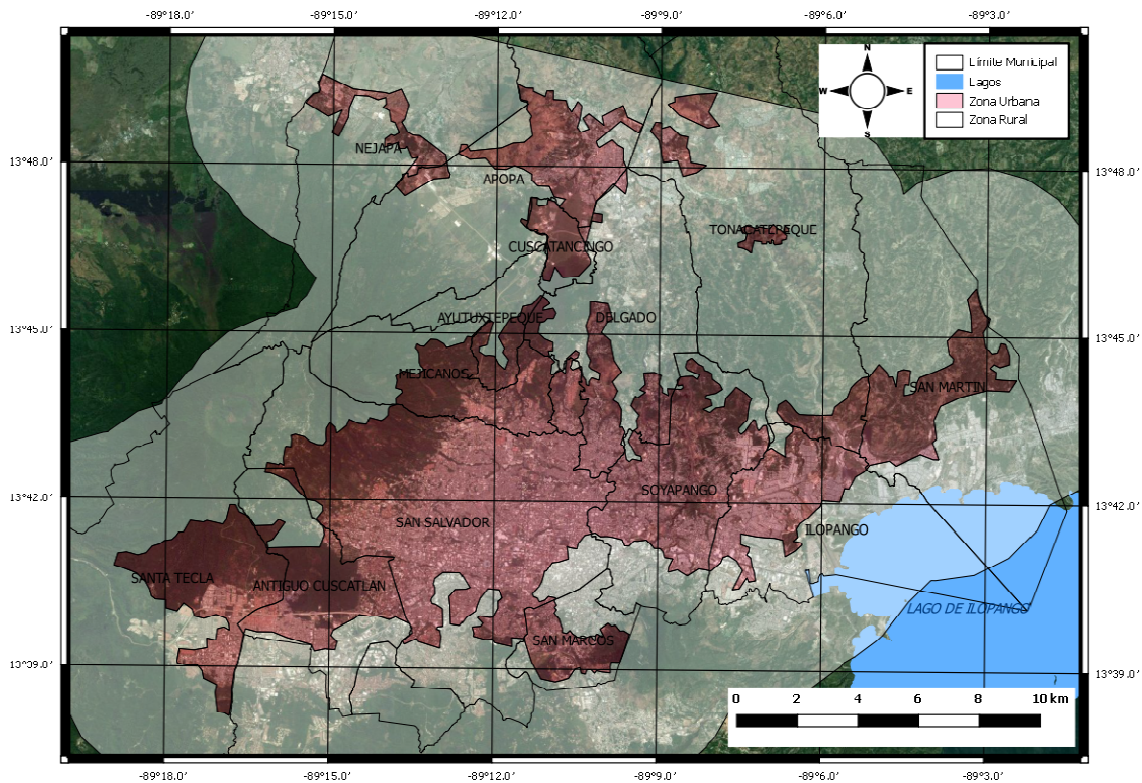 -89°18.0' -89°15.0' -89°12.0' -89°9.0' -89°6.0' -89°3.0'
N
W E
S
Límite Municipal
Lagos
Zona Urbana
Zona Rural
13°48.0' 13°48.0'
NEJAPA
APOPA
TONACATEPEQUE
CUSCATANCINGO
AYUTUXTEPEQUE DELGADO
13°45.0' 13°45.0'
MEJICANOS
SAN MARTIN
SOYAPANGO
13°42.0' 13°42.0'
SAN SALVADOR
ILOPANGO
SANTA TECLA
ANTIGUO CUSCATLAN
LAGO DE ILOPANGO
SAN MARCOS
13°39.0' 13°39.0'
0 2 4 6 8 10 km
-89°18.0' -89°15.0' -89°12.0' -89°9.0' -89°6.0' -89°3.0'